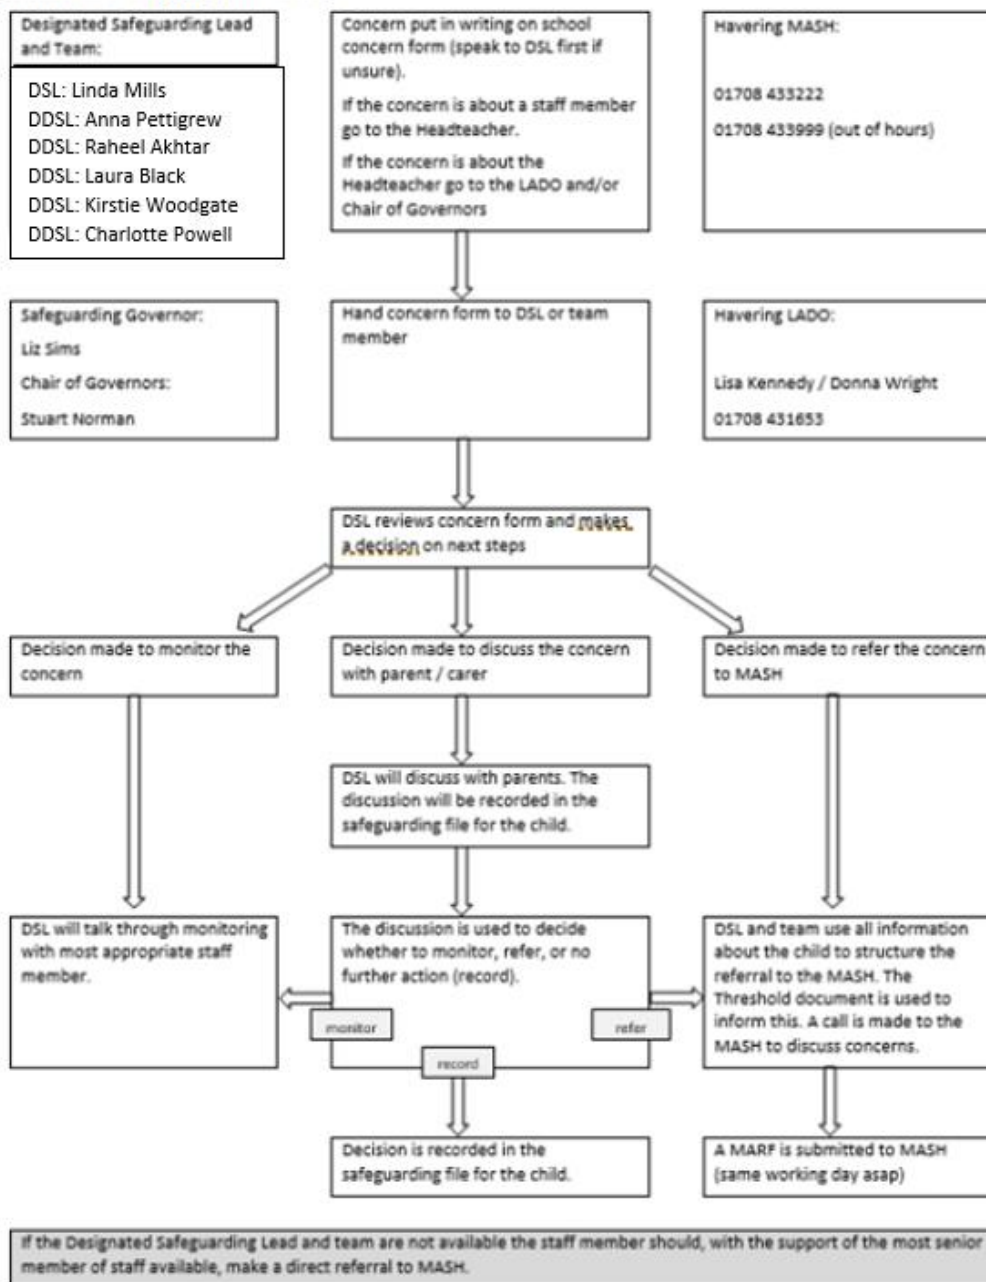 Designated Safeguarding Lead
and Team:
DSL: Linda Mills
DDSL: Anna Pettigrew
DDSL: Raheel Akhtar
DDSL: Laura Black
DDSL: Kirstie Woodgate
DDSL: Charlotte Powell
Concern put in writing on school
concern form (speak to DSL first if
unsure).
If the concern is about a staff member
go to the Headteacher.
If the concern is about the
Headteacher go to the LADO and/or
Chair of Governors
Havering MASH:
01708 433222
01708 433999 (out of hours)
Safeguarding Governor:
Liz Sims
Chair of Governors:
Stuart Norman
Hand concern form to DSL or team
member
Havering LADO:
Lisa Kennedy / Donna Wright
01708 431653
DSL reviews concern form and makes
a decision on next steps
Decision made to monitor the
concern
Decision made to discuss the concern
with parent / carer
Decision made to refer the concern
to MASH
DSL will discuss with parents. The
discussion will be recorded in the
safeguarding file for the child.
DSL will talk through monitoring
with most appropriate staff
member.
The discussion is used to decide
whether to monitor, refer, or no
further action (record).
monitor
refer
record
DSL and team use all information
about the child to structure the
referral to the MASH. The
Threshold document is used to
inform this. A call is made to the
MASH to discuss concerns.
Decision is recorded in the
safeguarding file for the child.
A MARF is submitted to MASH
(same working day asap)
If the Designated Safeguarding Lead and team are not available the staff member should, with the support of the most senior
member of staff available, make a direct referral to MASH.